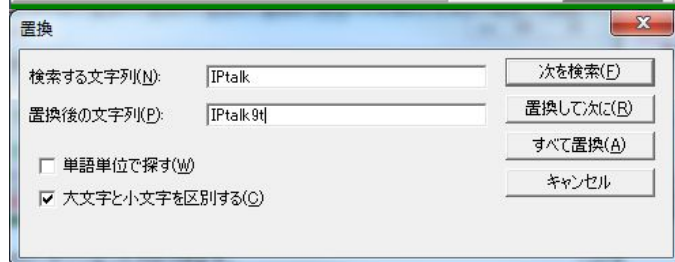 置換
検索する文字列(N):
IPtalk
次を検索(F)
置換後の文字列(P):
IPtalk9t
置換して次に(R)
すべて置換(A)
単語単位で探す(W)
キャンセル
大文字と小文字を区別する(C)